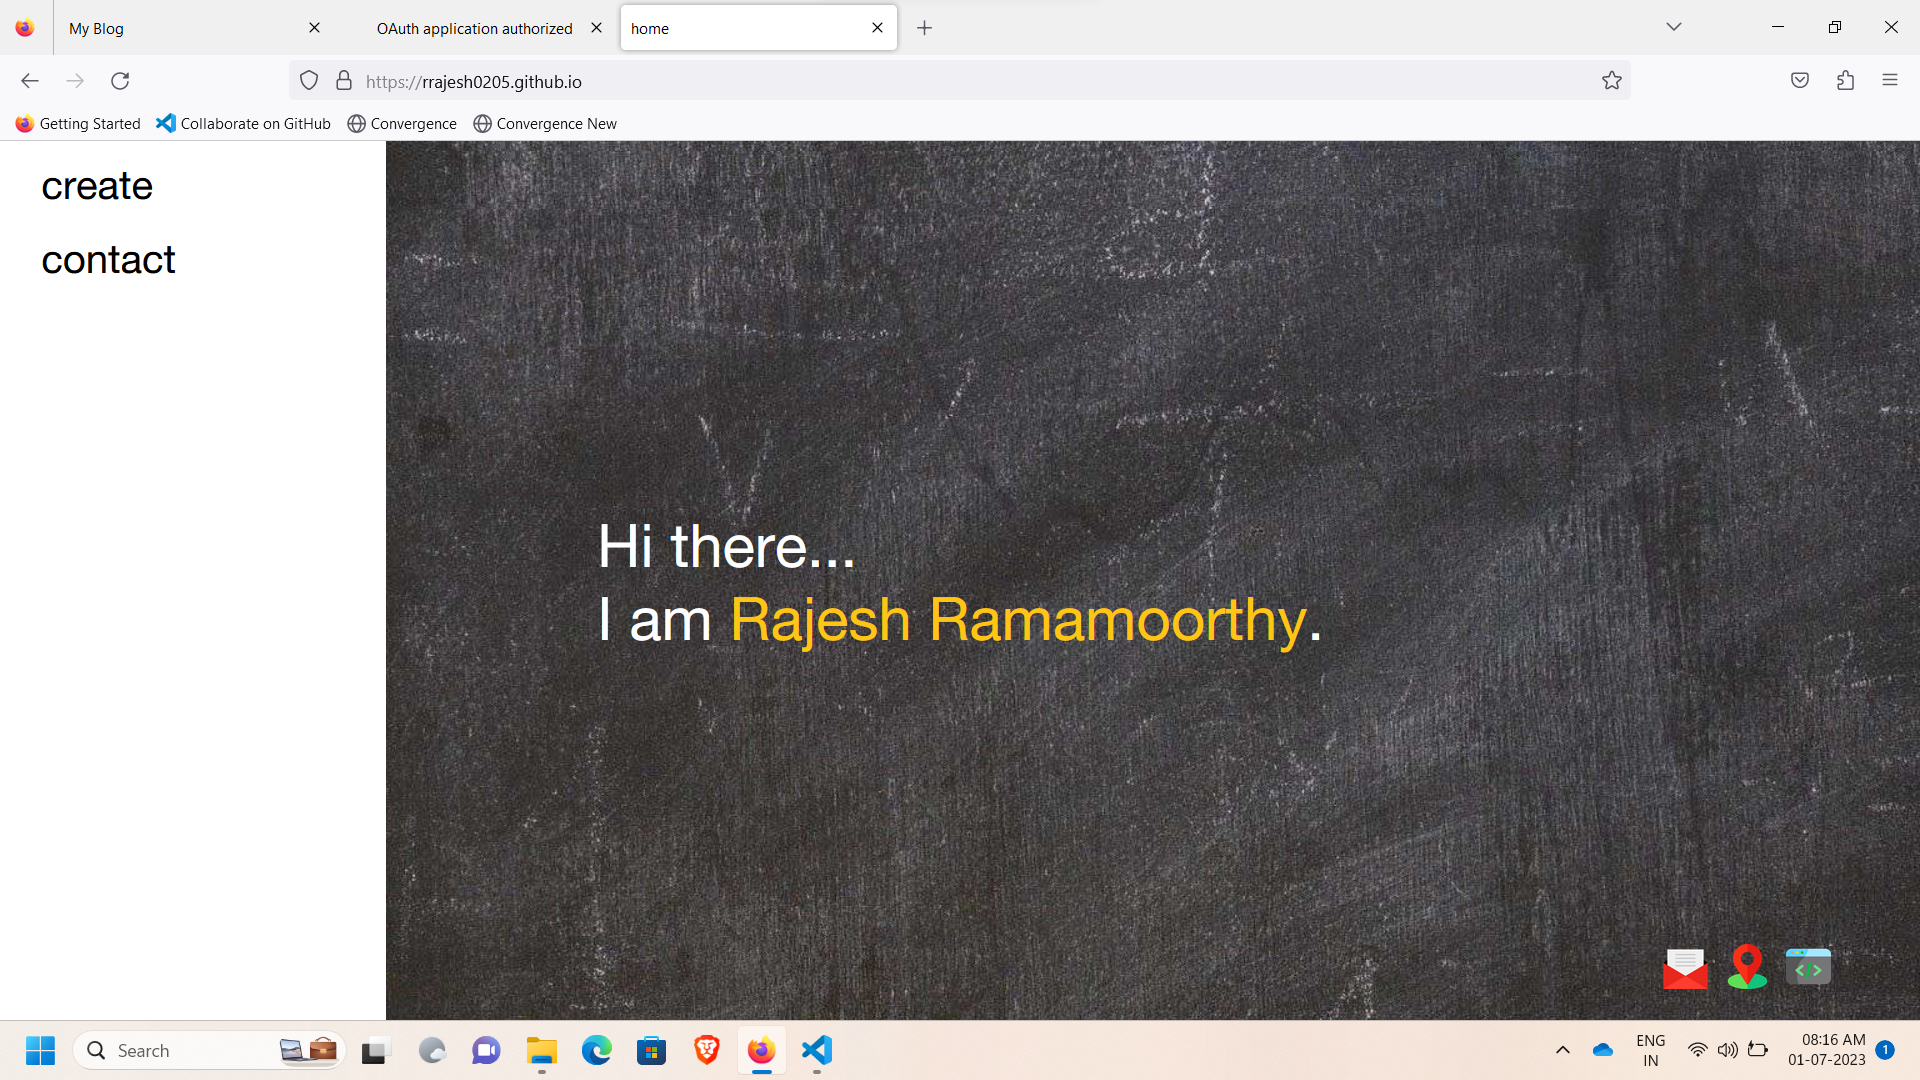 My Blog
OAuth application authorized
home
https://rrajesh0205.github.io
Getting Started
Collaborate on GitHub
Convergence
Convergence New
create
contact
Hi there...
I am Rajesh Ramamoorthy.
Search
ENG
IN
08:16 AM
01-07-2023
1